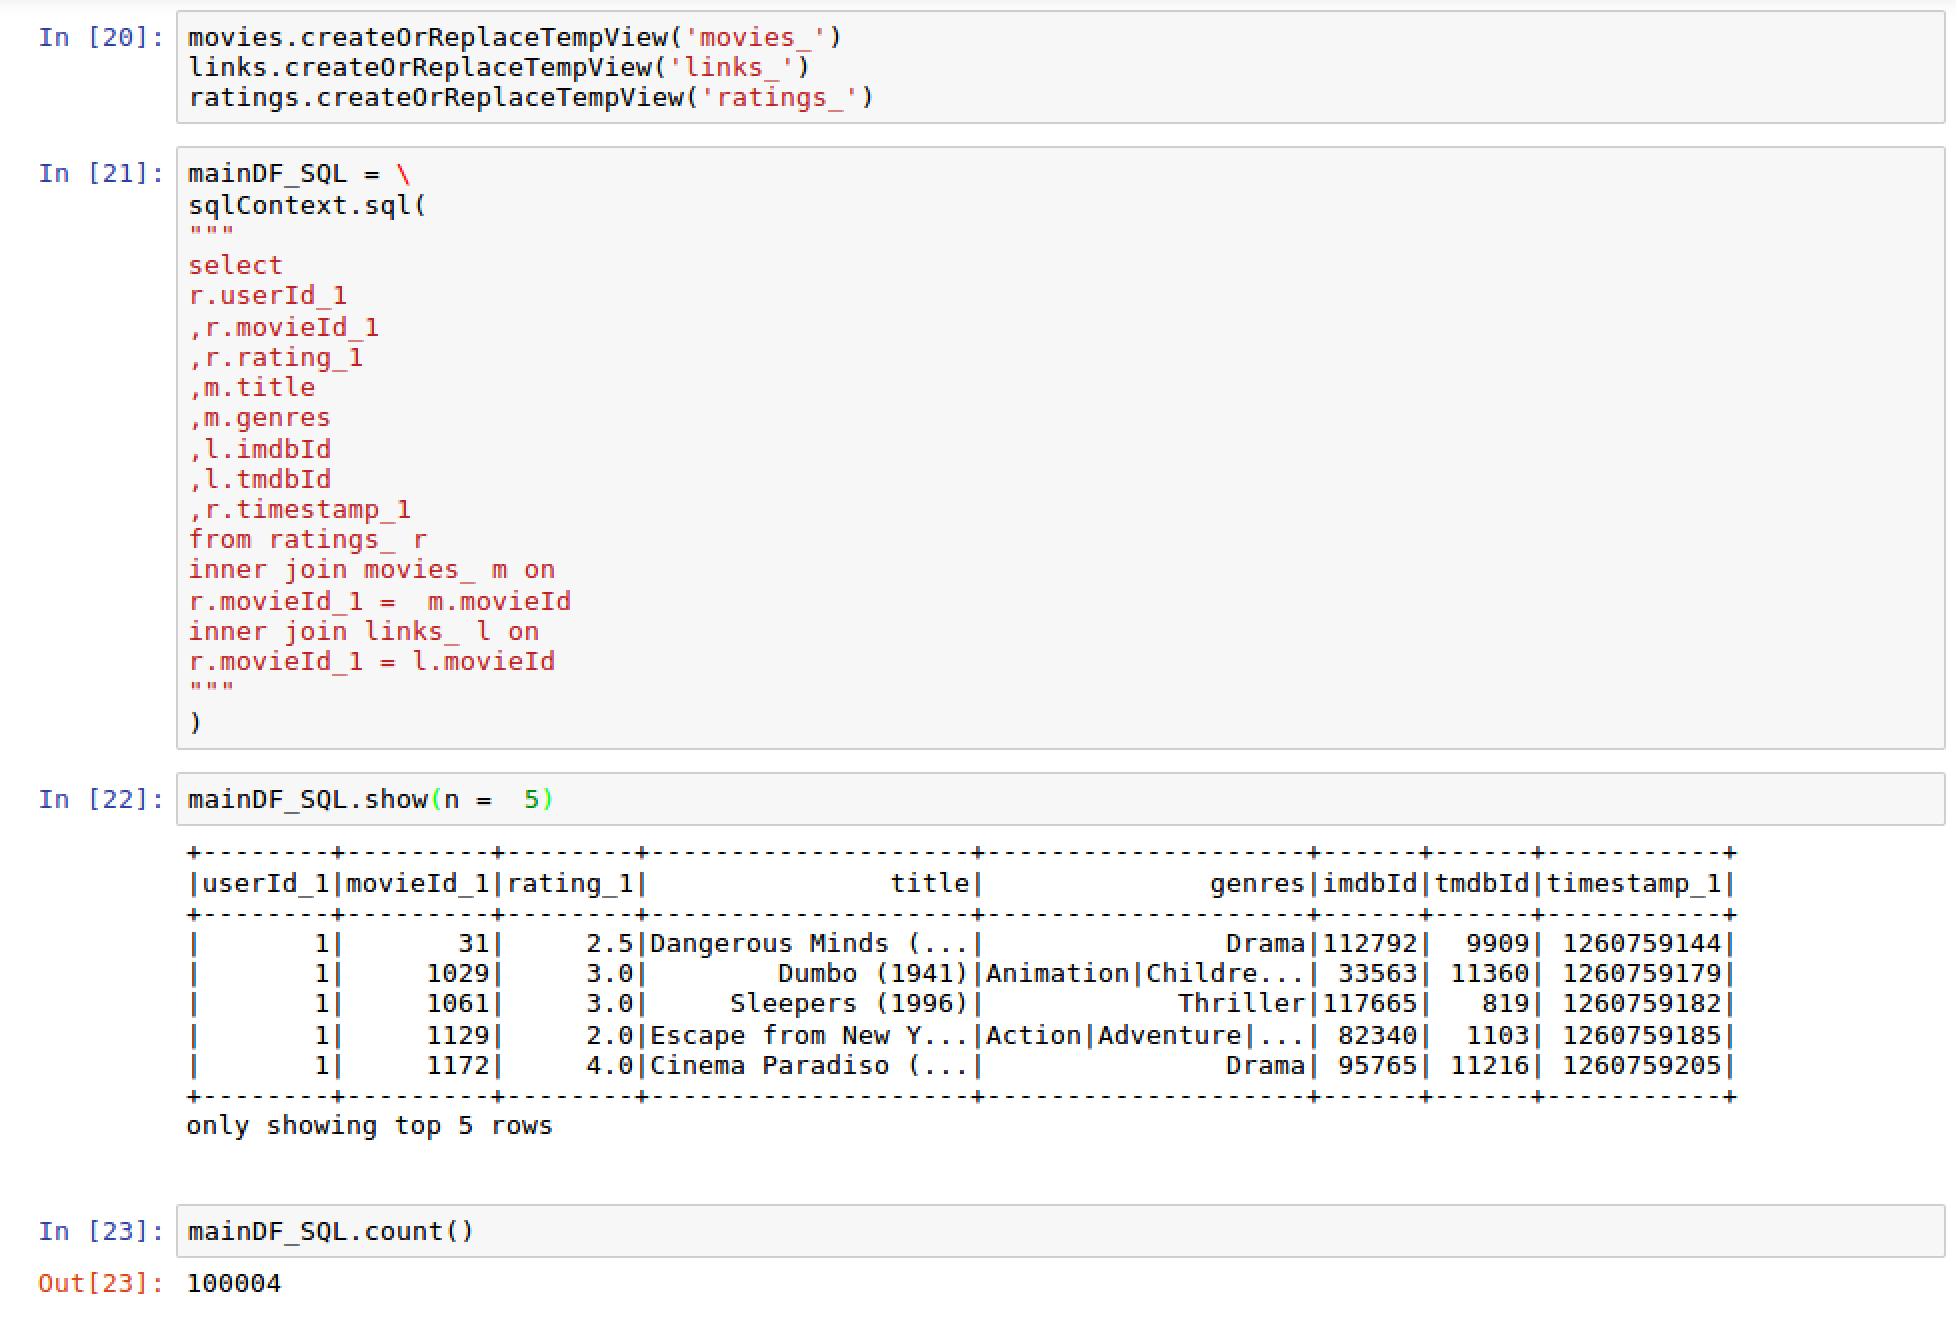 In [20]: movies.createOrReplaceTempView('movies_')
links.createOrReplaceTempView('links_')
ratings.createOrReplaceTempView('ratings_')
In [21]: mainDF_SQL = \
sqlContext.sql(
"""
select
r.userId_1
,r.movieId_1
,r.rating_1
,m.title
,m.genres
,l.imdbId
,l.tmdbId
,r.timestamp_1
from ratings_ r
inner join movies_ m on
r.movieId_1 =  m.movieId
inner join links_ l on
r.movieId_1 = l.movieId
"""
)
In [22]: mainDF_SQL.show(n =  5)
+--------+---------+--------+--------------------+--------------------+------+------+-----------+
|userId_1|movieId_1|rating_1|               title|              genres|imdbId|tmdbId|timestamp_1|
+--------+---------+--------+--------------------+--------------------+------+------+-----------+
|       1|       31|     2.5|Dangerous Minds (...|               Drama|112792|  9909| 1260759144|
|       1|     1029|     3.0|        Dumbo (1941)|Animation|Childre...| 33563| 11360| 1260759179|
|       1|     1061|     3.0|     Sleepers (1996)|            Thriller|117665|   819| 1260759182|
|       1|     1129|     2.0|Escape from New Y...|Action|Adventure|...| 82340|  1103| 1260759185|
|       1|     1172|     4.0|Cinema Paradiso (...|               Drama| 95765| 11216| 1260759205|
+--------+---------+--------+--------------------+--------------------+------+------+-----------+
only showing top 5 rows
In [23]: mainDF_SQL.count()
Out[23]: 100004